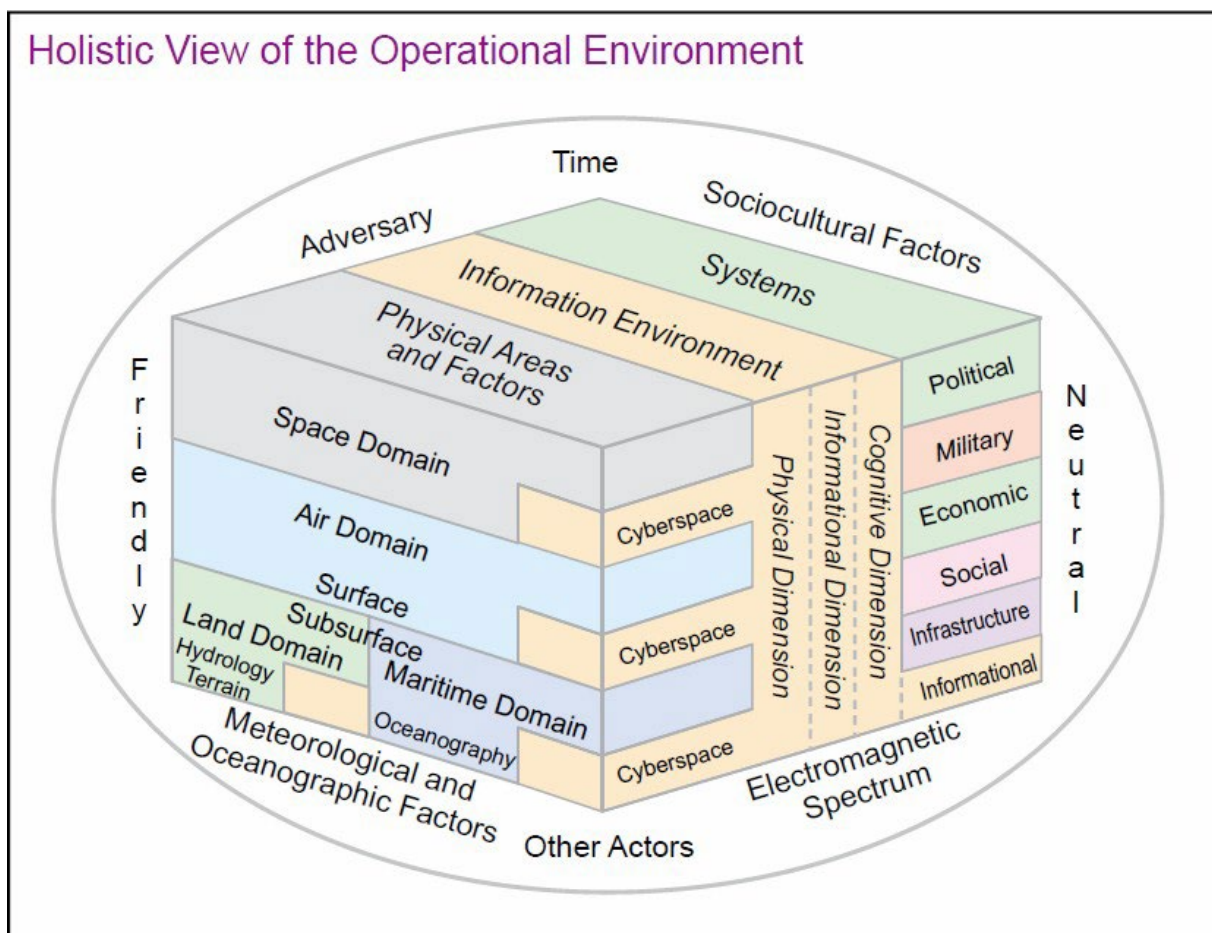 Holistic View of the Operational Environment
Time
Adversary
Sociocultural Factors
Systems
Information Environment
Physical Areas
and Factors
Friendly
Neutral
Space Domain
Air Domain
Surface
Subsurface
Land Domain
Hydrology
Terrain
Maritime Domain
Oceanography
Cyberspace
Cyberspace
Cyberspace
Physical Dimension
Informational Dimension
Cognitive Dimension
Political
Military
Economic
Social
Infrastructure
Informational
Meteorological and
Oceanographic Factors
Electromagnetic
Spectrum
Other Actors